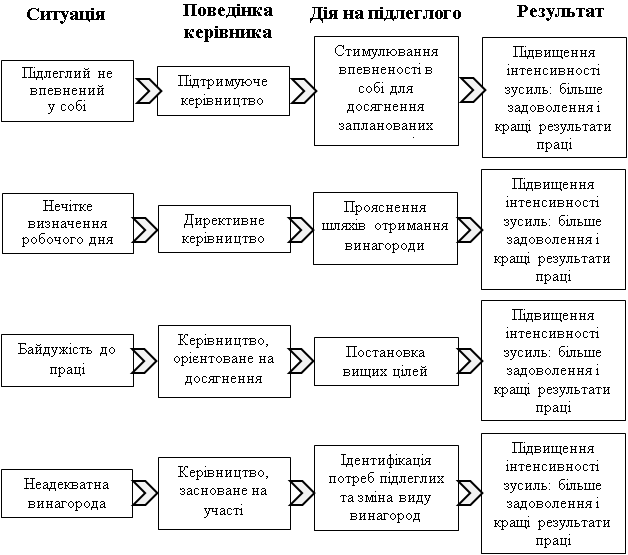 Ситуація
Поведінка
керівника
Дія на підлеглого
Результат
Підлеглий не
впевнений
у собі
Підтримуюче
керівництво
Стимулювання
впевненості в
собі для
досягнення
запланованих
Підвищення
інтенсивності
зусиль: більше
задоволення і
кращі результати
праці
Нечітке
визначення
робочого дня
Директивне
керівництво
Прояснення
шляхів отримання
винагороди
Підвищення
інтенсивності
зусиль: більше
задоволення і
кращі результати
праці
Байдужість до
праці
Керівництво,
орієнтоване на
досягнення
Постановка
вищих цілей
Підвищення
інтенсивності
зусиль: більше
задоволення і
кращі результати
праці
Неадекватна
винагорода
Керівництво,
засноване на
участі
Ідентифікація
потреб підлеглих
та зміна виду
винагород
Підвищення
інтенсивності
зусиль: більше
задоволення і
кращі результати
праці